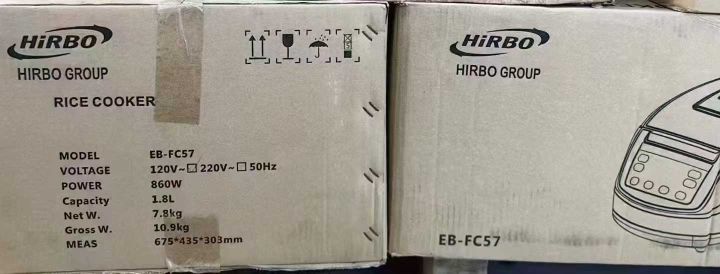 HiRBO
HIRBO GROUP
RICE COOKER
MODEL EB-FC57
VOLTAGE 120V~☐ 220V~☐ 50Hz
POWER 860W
Capacity 1.8L
Net W. 7.8kg
Gross W. 10.9kg
MEAS 675*435*303mm
HiRBO
HIRBO GROUP
EB-FC57